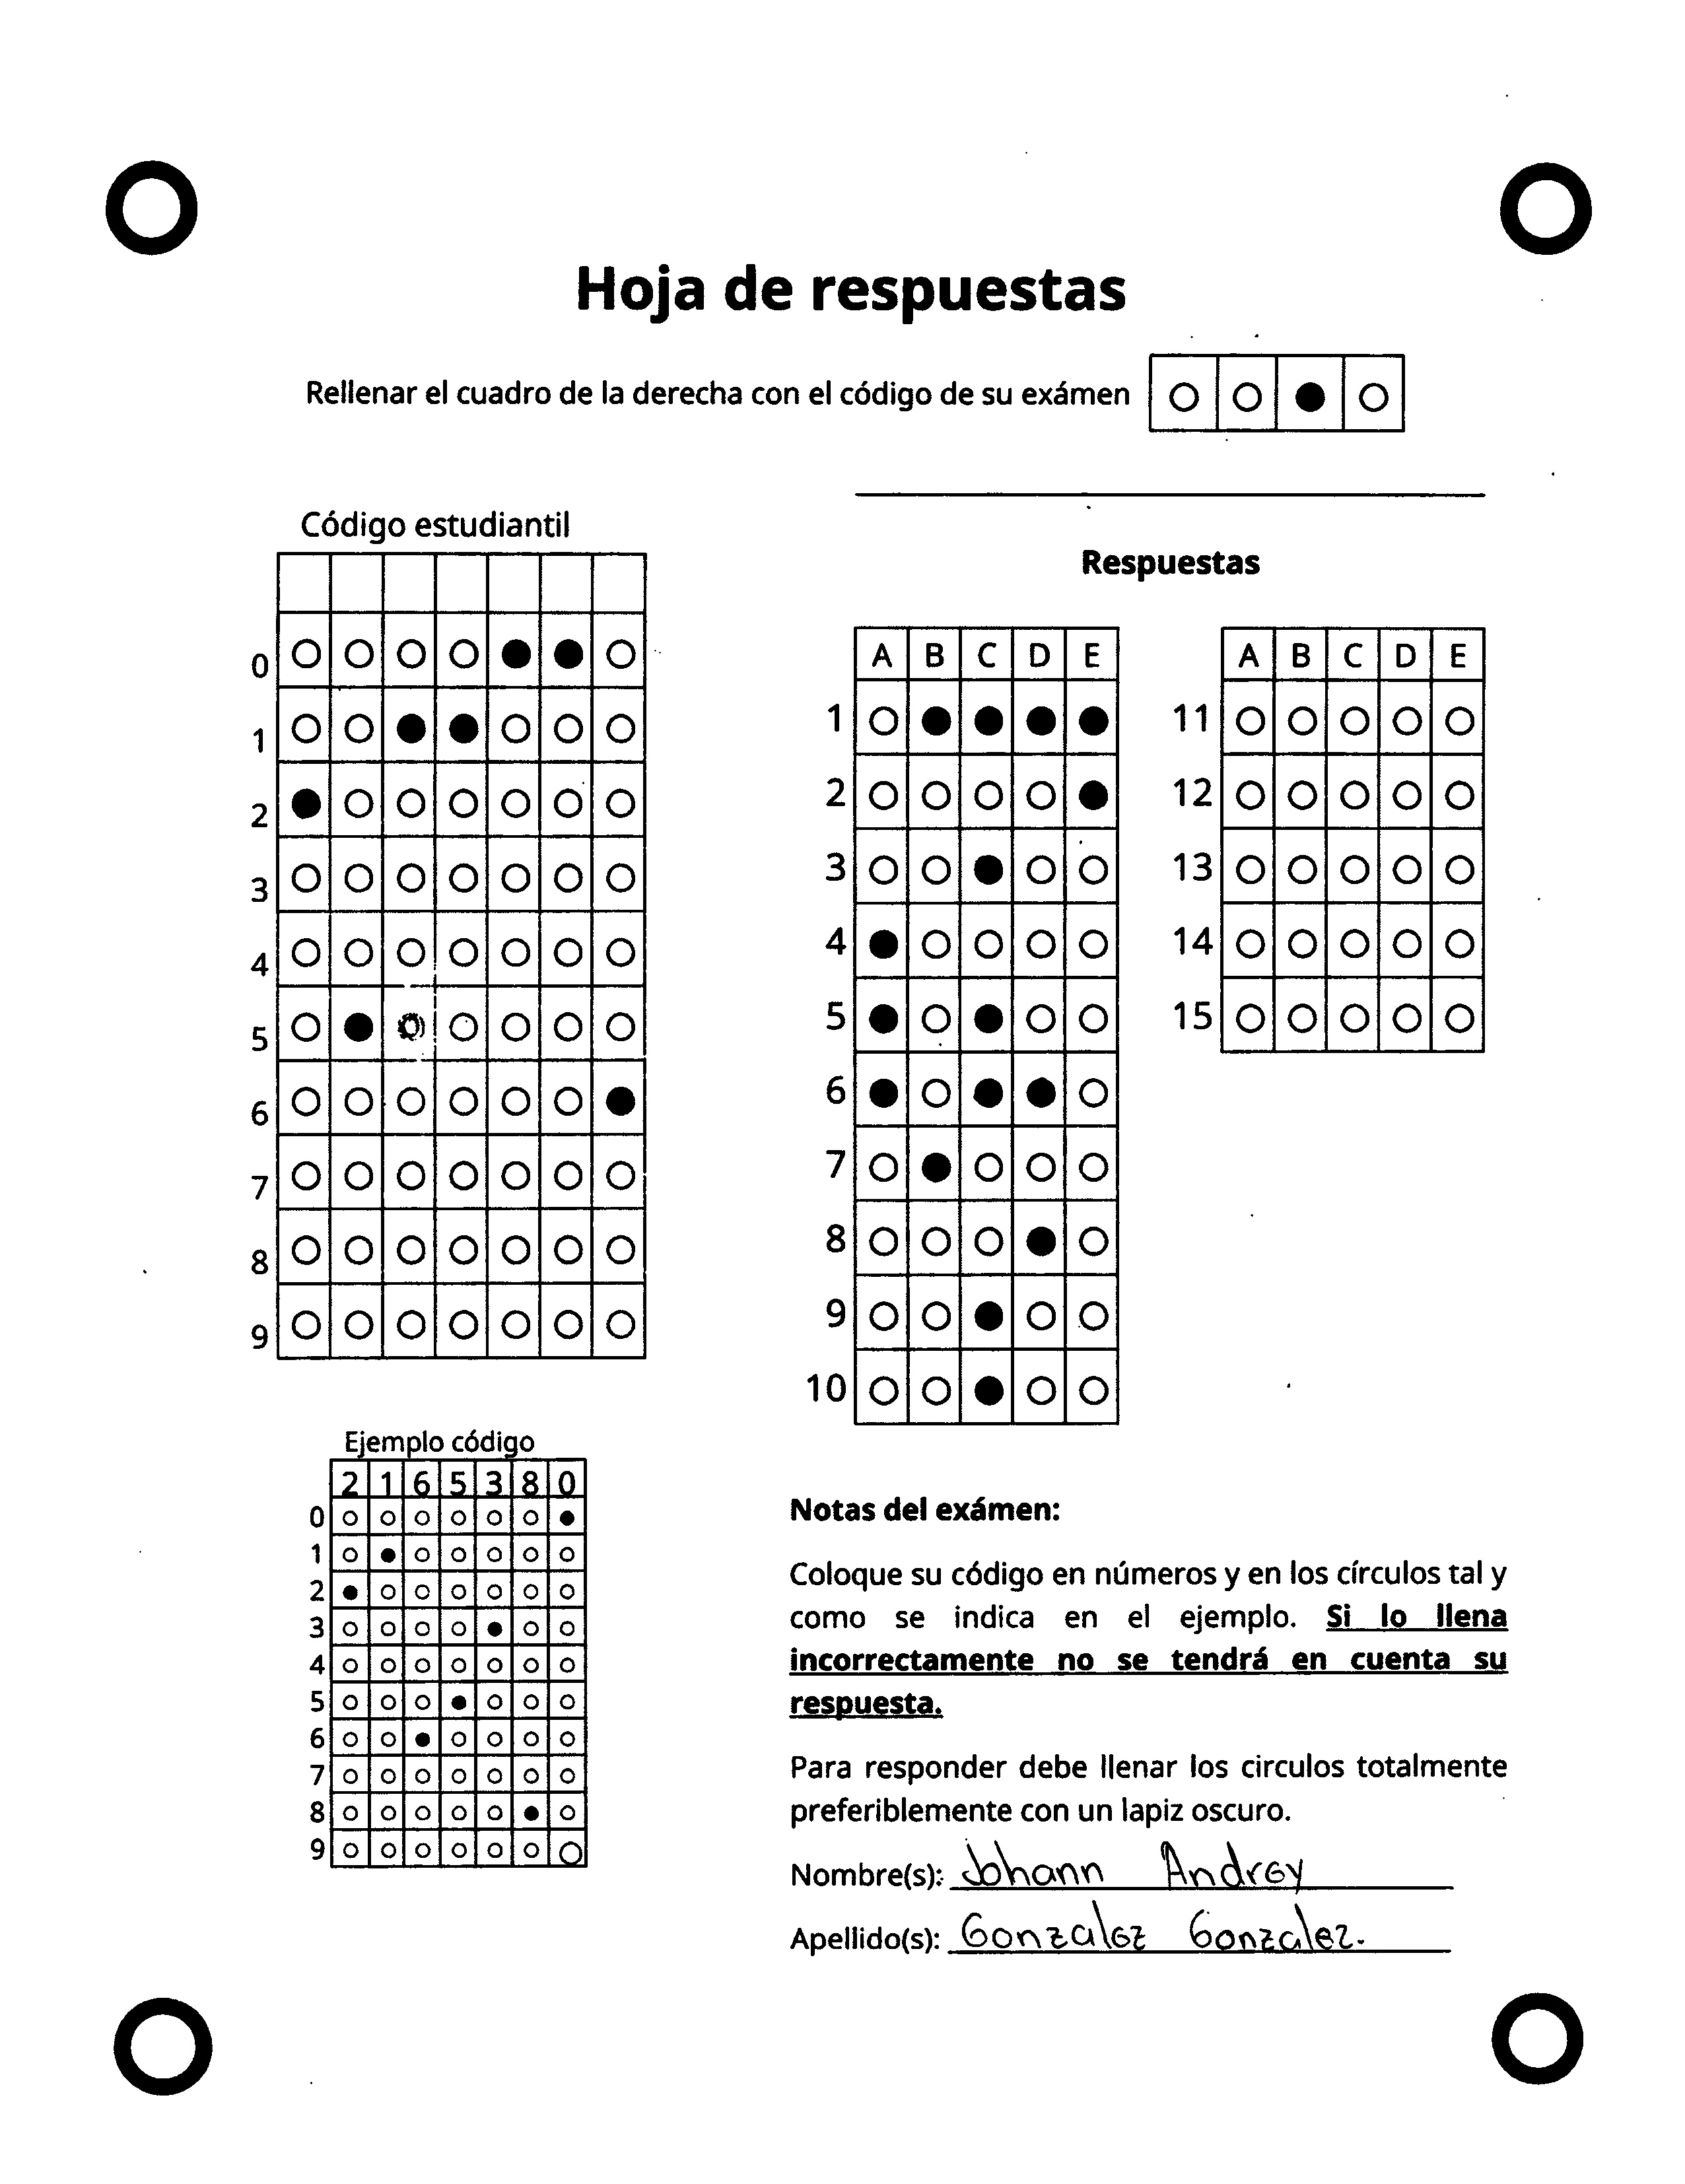 Hoja de respuestas
Rellenar el cuadro de la derecha con el código de su exámen
Código estudiantil
0
1
2
3
4
5
6
7
8
9
Respuestas
A B C D E
1
2
3
4
5
6
7
8
9
10
A B C D E
11
12
13
14
15
Ejemplo código
2 1 6 5 3 8 0
0
1
2
3
4
5
6
7
8
9
Notas del exámen:
Coloque su código en números y en los círculos tal y
como se indica en el ejemplo. Si lo llena
incorrectamente no se tendrá en cuenta su
respuesta.
Para responder debe llenar los circulos totalmente
preferiblemente con un lapiz oscuro.
Nombre(s): Johann Andrey
Apellido(s): Gonzalez Gonzalez.